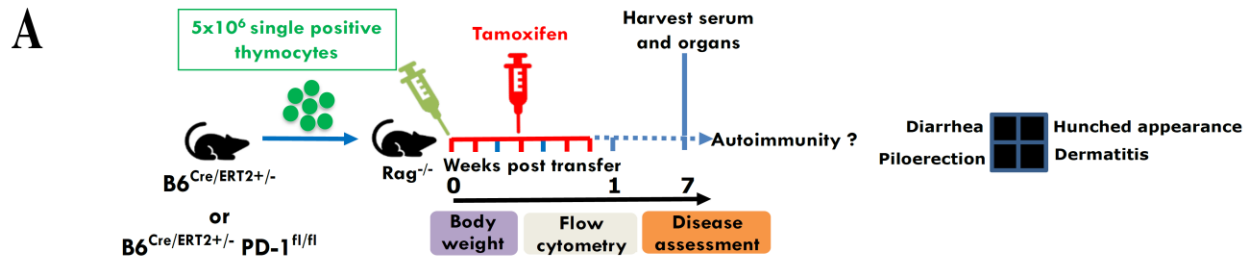 A
5x10⁶ single positive
thymocytes
Tamoxifen
Harvest serum
and organs
B6Cre/ERT2+/-
or
B6Cre/ERT2+/- PD-1fl/fl
Rag-/-
Weeks post transfer
0 1 7
Autoimmunity ?
Body
weight
Flow
cytometry
Disease
assessment
Diarrhea
Hunched appearance
Piloerection
Dermatitis